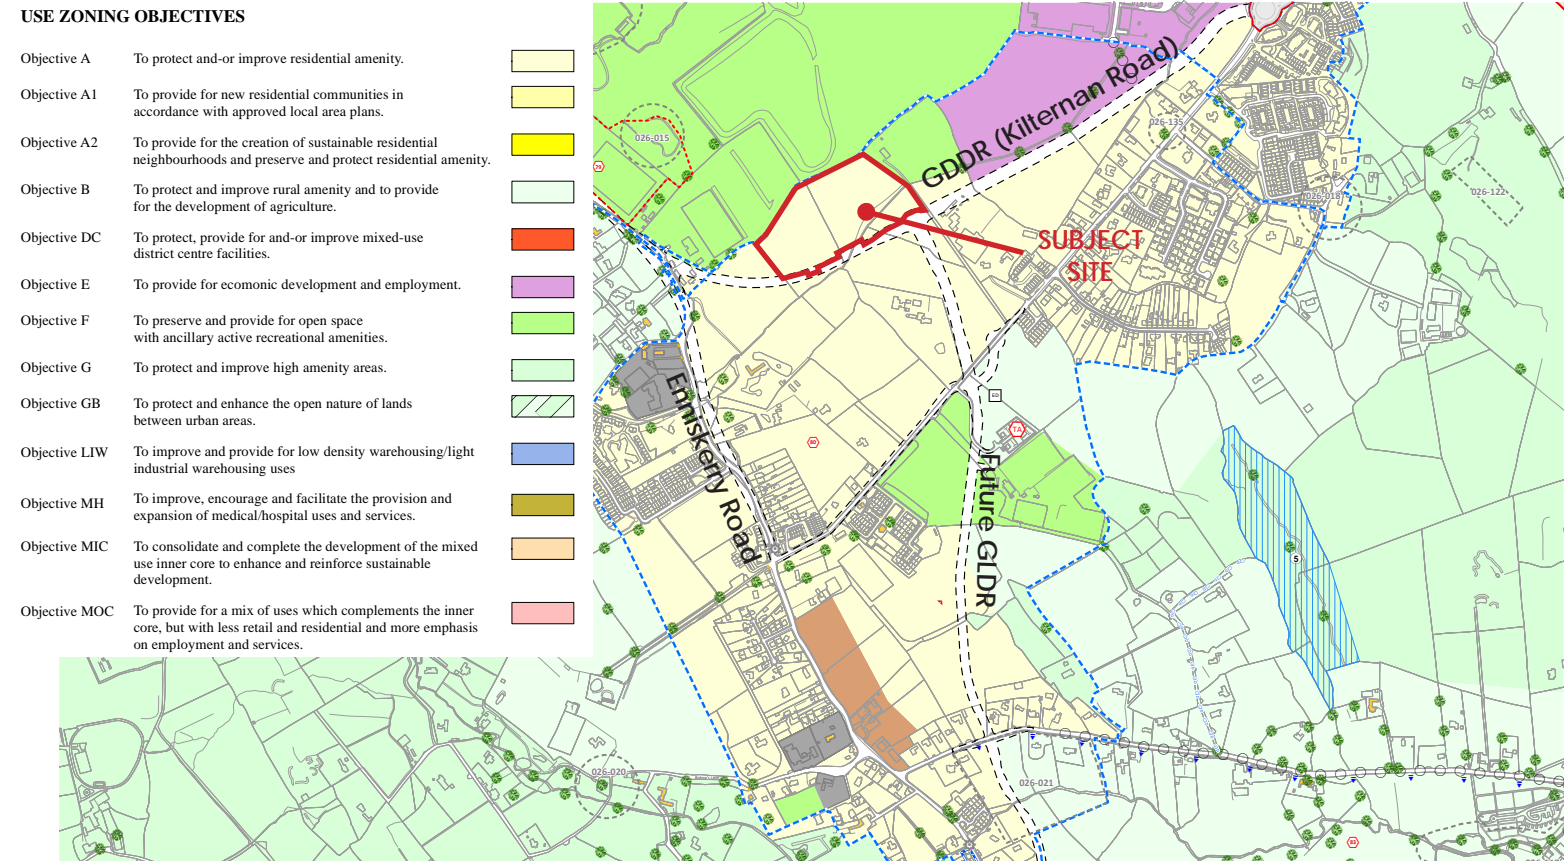 USE ZONING OBJECTIVES
Objective A To protect and-or improve residential amenity.
Objective A1 To provide for new residential communities in
accordance with approved local area plans.
Objective A2 To provide for the creation of sustainable residential
neighbourhoods and preserve and protect residential amenity.
Objective B To protect and improve rural amenity and to provide
for the development of agriculture.
Objective DC To protect, provide for and-or improve mixed-use
district centre facilities.
Objective E To provide for ecomonic development and employment.
Objective F To preserve and provide for open space
with ancillary active recreational amenities.
Objective G To protect and improve high amenity areas.
Objective GB To protect and enhance the open nature of lands
between urban areas.
Objective LIW To improve and provide for low density warehousing/light
industrial warehousing uses
Objective MH To improve, encourage and facilitate the provision and
expansion of medical/hospital uses and services.
Objective MIC To consolidate and complete the development of the mixed
use inner core to enhance and reinforce sustainable
development.
Objective MOC To provide for a mix of uses which complements the inner
core, but with less retail and residential and more emphasis
on employment and services.
GDDR (Kilternan Road)
026-015
026-135
026-122
026-018
SUBJECT
SITE
Enniskerry Road
80
TA
Future GLDR
5
026-020
026-021